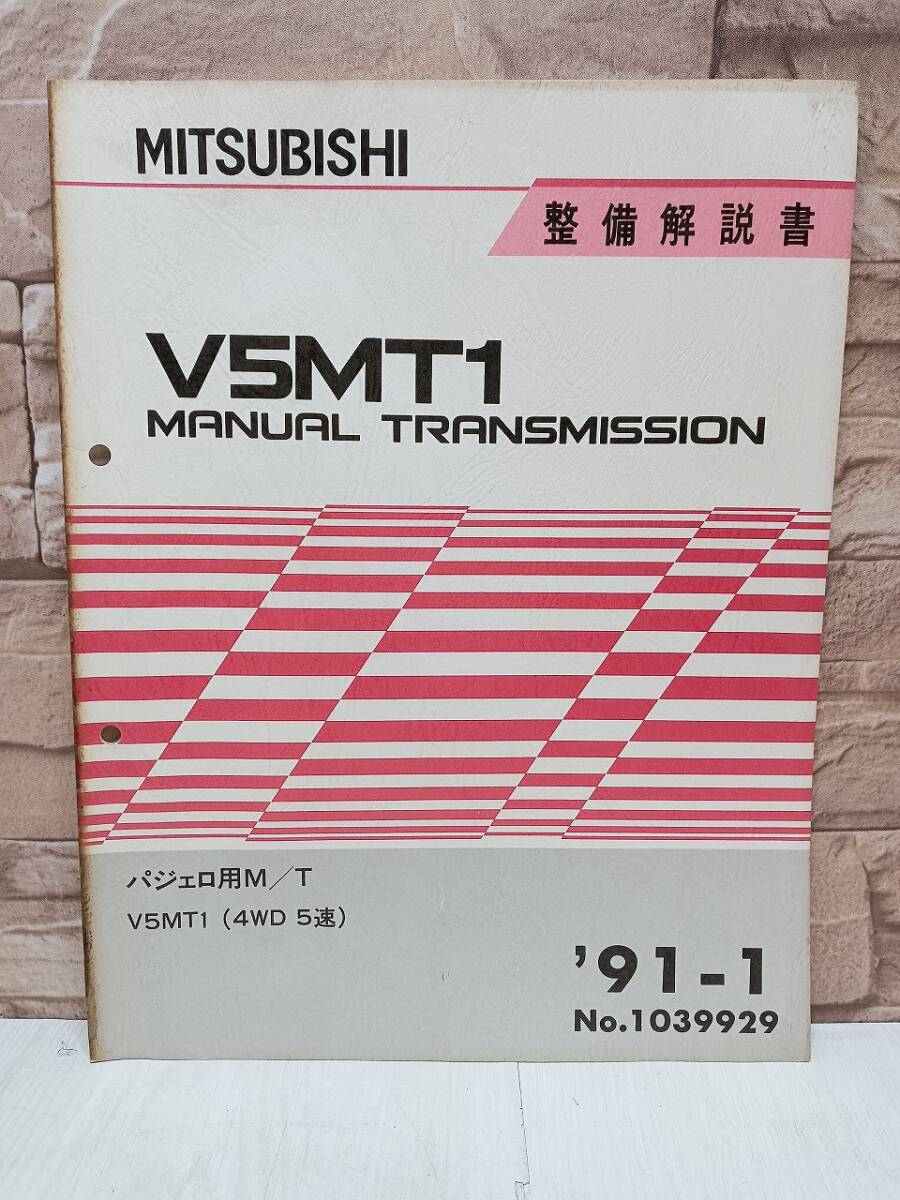 MITSUBISHI
整備解説書
V5MT1
MANUAL TRANSMISSION
パジェロ用M／T
V5MT1（4WD 5速）
’91-1
No.1039929